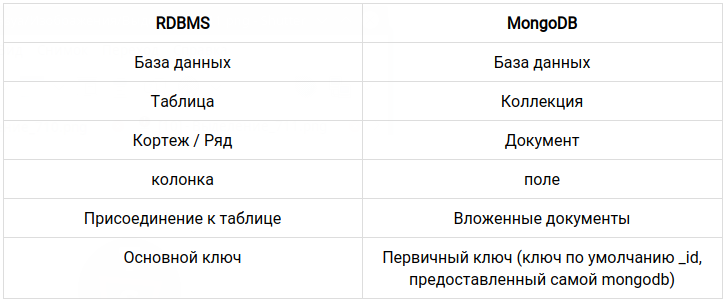 RDBMS MongoDB
База данных База данных
Таблица Коллекция
Кортеж / Ряд Документ
колонка поле
Присоединение к таблице Вложенные документы
Основной ключ Первичный ключ (ключ по умолчанию _id,
предоставленный самой mongodb)